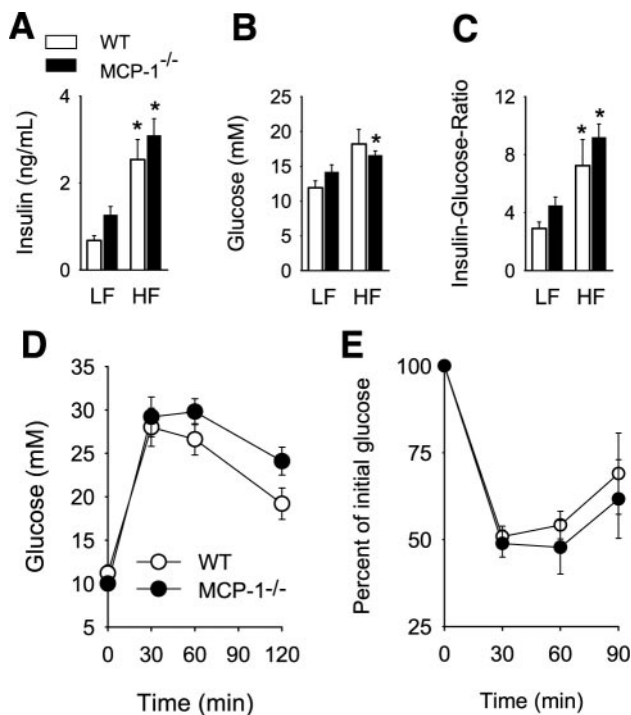 A
WT
MCP-1-/-
Insulin (ng/mL)
4
3
2
1
0
*
*
LF HF
B
Glucose (mM)
25
20
15
10
5
0
*
LF HF
C
Insulin-Glucose-Ratio
12
8
4
0
*
*
LF HF
D
Glucose (mM)
35
30
25
20
15
10
5
WT
MCP-1-/-
0 30 60 90 120
Time (min)
E
Percent of initial glucose
100
75
50
25
0 30 60 90
Time (min)